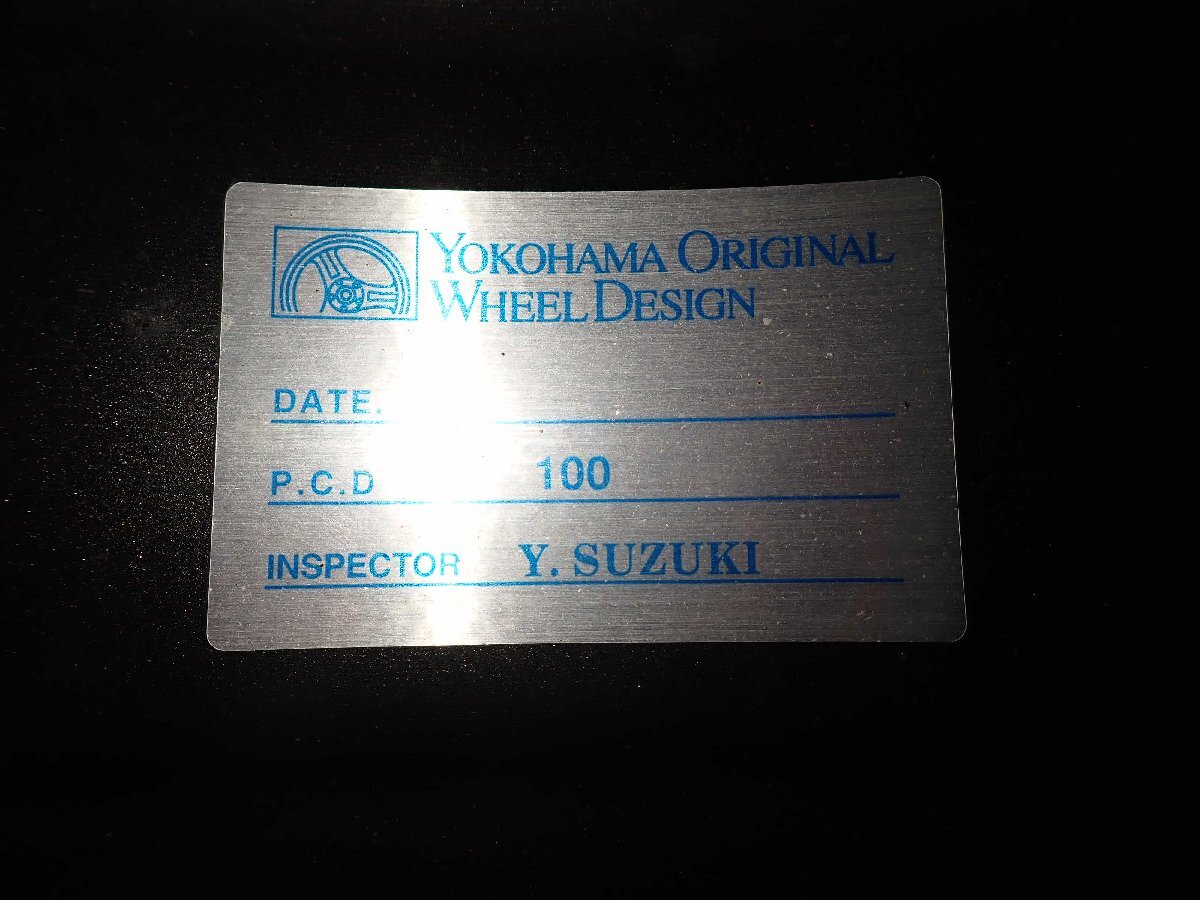 YOKOHAMA ORIGINAL
WHEEL DESIGN
DATE.
P.C.D 100
INSPECTOR Y. SUZUKI